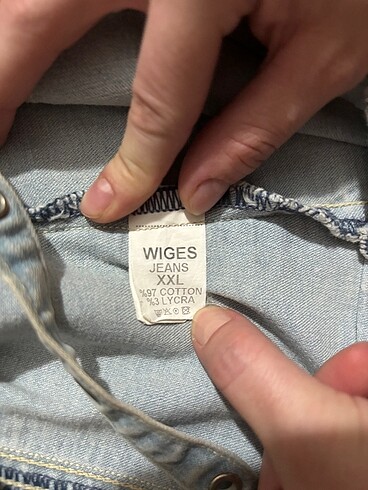 WIGES
JEANS
XXL
%97 COTTON
%3 LYCRA